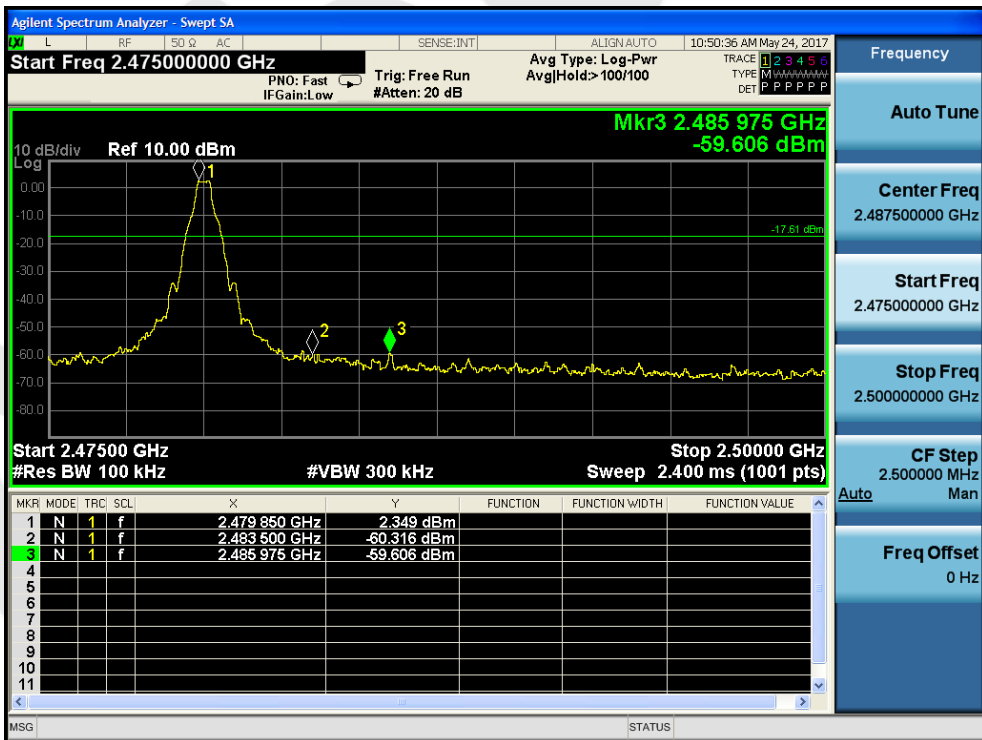 Agilent Spectrum Analyzer - Swept SA
LXI L RF 50 Ω AC SENSE:INT ALIGN AUTO 10:50:36 AM May 24, 2017
Start Freq 2.475000000 GHz
PNO: Fast
IFGain:Low
Trig: Free Run
#Atten: 20 dB
Avg Type: Log-Pwr
Avg|Hold:>100/100
TRACE 1 2 3 4 5 6
TYPE M WWWWW
DET P P P P P P
Mkr3 2.485 975 GHz
-59.606 dBm
10 dB/div Ref 10.00 dBm
Log
1
0.00
-10.0
-17.61 dBm
-20.0
-30.0
-40.0
-50.0
2
3
-60.0
-70.0
-80.0
Start 2.47500 GHz Stop 2.50000 GHz
#Res BW 100 kHz #VBW 300 kHz Sweep 2.400 ms (1001 pts)
MKR MODE TRC SCL X Y FUNCTION FUNCTION WIDTH FUNCTION VALUE
1 N 1 f 2.479 850 GHz 2.349 dBm
2 N 1 f 2.483 500 GHz -60.316 dBm
3 N 1 f 2.485 975 GHz -59.606 dBm
4
5
6
7
8
9
10
11
MSG STATUS
Frequency
Auto Tune
Center Freq
2.487500000 GHz
Start Freq
2.475000000 GHz
Stop Freq
2.500000000 GHz
CF Step
2.500000 MHz
Auto Man
Freq Offset
0 Hz